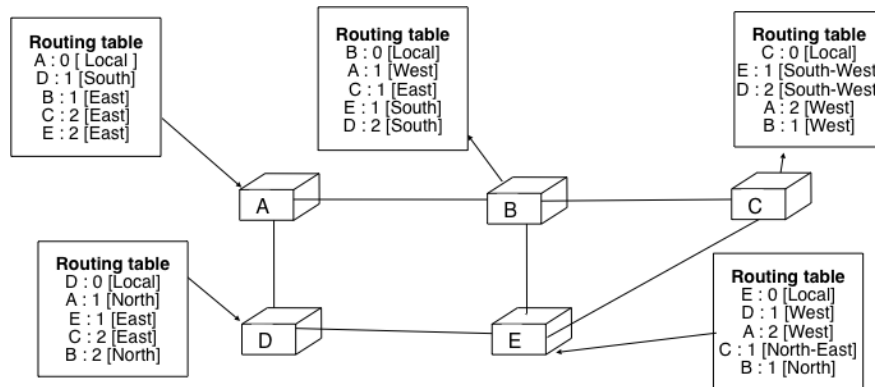 Routing table
A : 0 [ Local ]
D : 1 [South]
B : 1 [East]
C : 2 [East]
E : 2 [East]
B : 0 [Local]
A : 1 [West]
C : 1 [East]
E : 1 [South]
D : 2 [South]
Routing table
C : 0 [Local]
E : 1 [South-West]
D : 2 [South-West]
A : 2 [West]
B : 1 [West]
Routing table
A
B
C
Routing table
D : 0 [Local]
A : 1 [North]
E : 1 [East]
C : 2 [East]
B : 2 [North]
D
E
Routing table
E : 0 [Local]
D : 1 [West]
A : 2 [West]
C : 1 [North-East]
B : 1 [North]